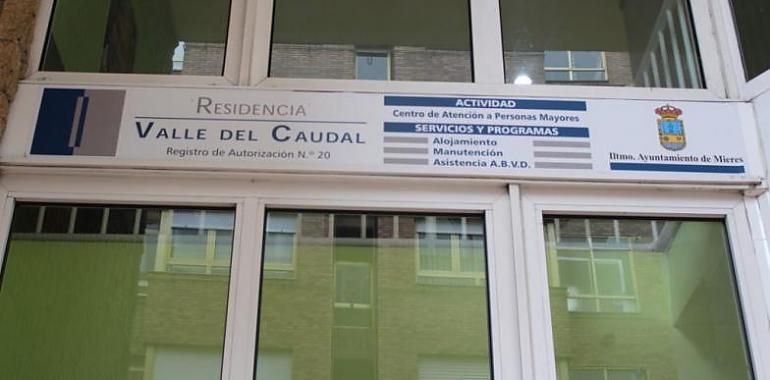 RESIDENCIA
VALLE DEL CAUDAL
Registro de Autorización N.º 20
ACTIVIDAD
Centro de Atención a Personas Mayores
SERVICIOS Y PROGRAMAS
Alojamiento
Manutención
Asistencia A.B.V.D.
Iltmo. Ayuntamiento de Mieres